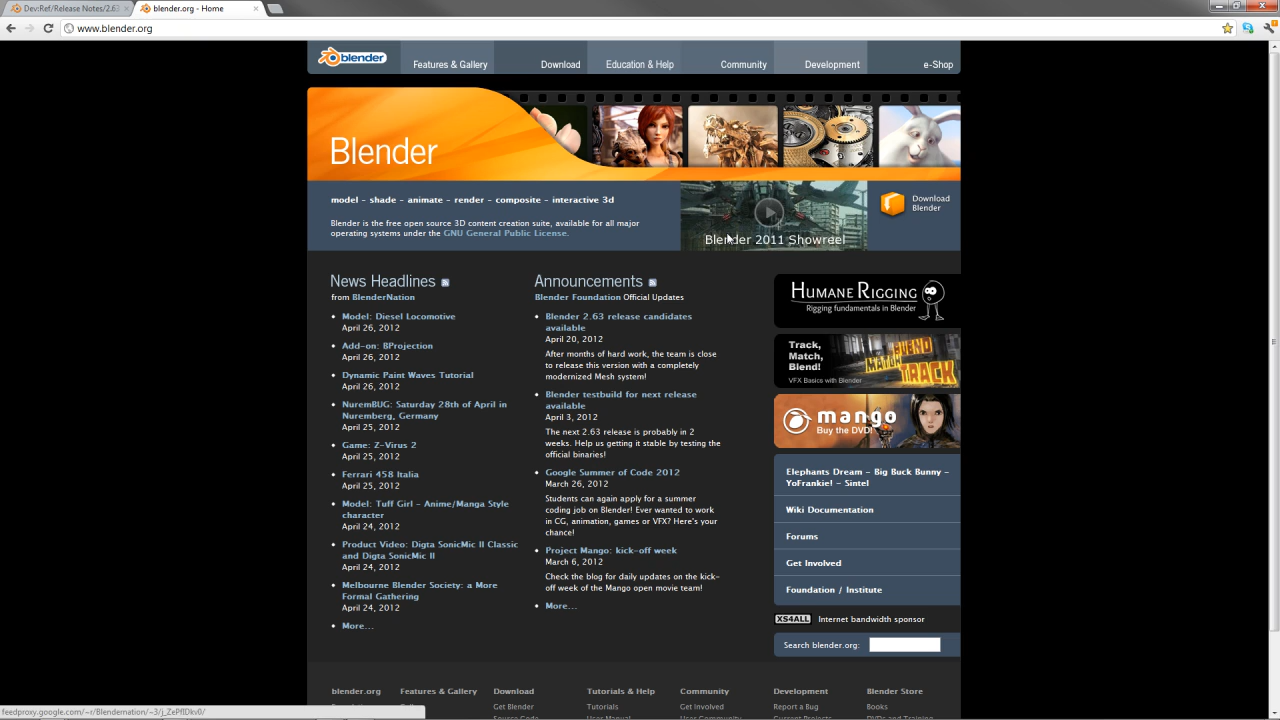 Dev:Ref/Release Notes/2.63
blender.org - Home
www.blender.org
blender
Features & Gallery
Download
Education & Help
Community
Development
e-Shop
Blender
model - shade - animate - render - composite - interactive 3d
Blender is the free open source 3D content creation suite, available for all major
operating systems under the GNU General Public License.
Blender 2011 Showreel
Download
Blender
News Headlines
from BlenderNation
Model: Diesel Locomotive
April 26, 2012
Add-on: BProjection
April 26, 2012
Dynamic Paint Waves Tutorial
April 26, 2012
NuremBUG: Saturday 28th of April in
Nuremberg, Germany
April 25, 2012
Game: Z-Virus 2
April 25, 2012
Ferrari 458 Italia
April 25, 2012
Model: Tuff Girl - Anime/Manga Style
character
April 24, 2012
Product Video: Digta SonicMic II Classic
and Digta SonicMic II
April 24, 2012
Melbourne Blender Society: a More
Formal Gathering
April 24, 2012
More...
Announcements
Blender Foundation Official Updates
Blender 2.63 release candidates
available
April 20, 2012
After months of hard work, the team is close
to release this version with a completely
modernized Mesh system!
Blender testbuild for next release
available
April 3, 2012
The next 2.63 release is probably in 2
weeks. Help us getting it stable by testing the
official binaries!
Google Summer of Code 2012
March 26, 2012
Students can again apply for a summer
coding job on Blender! Ever wanted to work
in CG, animation, games or VFX? Here's your
chance!
Project Mango: kick-off week
March 6, 2012
Check the blog for daily updates on the kick-
off week of the Mango open movie team!
More...
Humane Rigging
Rigging fundamentals in Blender
Track,
Match,
Blend!
VFX Basics with Blender
MATCH
TRACK
mango
Buy the DVD!
Elephants Dream - Big Buck Bunny -
YoFrankie! - Sintel
Wiki Documentation
Forums
Get Involved
Foundation / Institute
XS4ALL Internet bandwidth sponsor
Search blender.org:
blender.org
Features & Gallery
Download
Tutorials & Help
Community
Development
Blender Store
Get Blender
Tutorials
Get Involved
Report a Bug
Books
Source Code
User Manual
User Community
Current Projects
DVDs and Training
feedproxy.google.com/~r/Blendernation/~3/j_ZePfIDkv0/